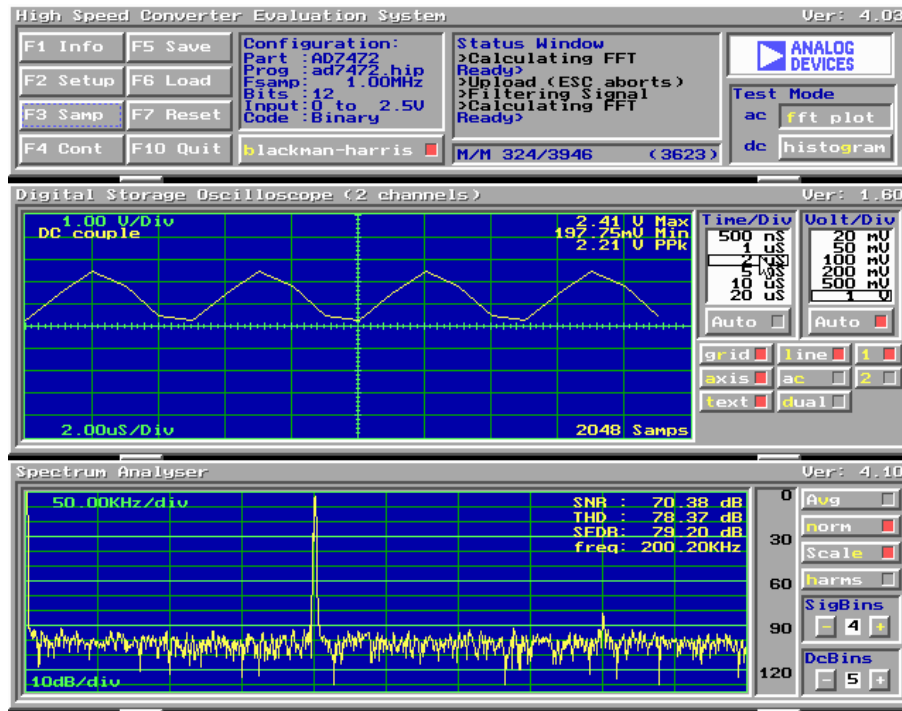 High Speed Converter Evaluation System
Ver: 4.03
F1 Info
F5 Save
F2 Setup
F6 Load
F3 Samp
F7 Reset
F4 Cont
F10 Quit
Configuration:
Part :AD7472
Prog :ad7472.hip
Fsamp: 1.00MHz
Bits :12
Input:0 to 2.5V
Code :Binary
blackman-harris
Status Window
>Calculating FFT
Ready>
>Upload (ESC aborts)
>Filtering Signal
>Calculating FFT
Ready>
M/M 324/3946 (3623)
ANALOG
DEVICES
Test Mode
ac fft plot
dc histogram
Digital Storage Oscilloscope (2 channels)
Ver: 1.60
1.00 V/Div
DC couple
2.41 V Max
197.75mV Min
2.21 V PPk
2.00uS/Div
2048 Samps
Time/Div
500 nS
1 uS
2 uS
5 uS
10 uS
20 uS
Auto
Volt/Div
20 mV
50 mV
100 mV
200 mV
500 mV
1 V
Auto
grid line 1
axis ac 2
text dual
Spectrum Analyser
Ver: 4.10
50.00KHz/div
SNR : 70.38 dB
THD : 78.37 dB
SFDR: 79.20 dB
freq: 200.20KHz
10dB/div
0
30
60
90
120
Avg
norm
Scale
harms
SigBins
- 4 +
DcBins
- 5 +